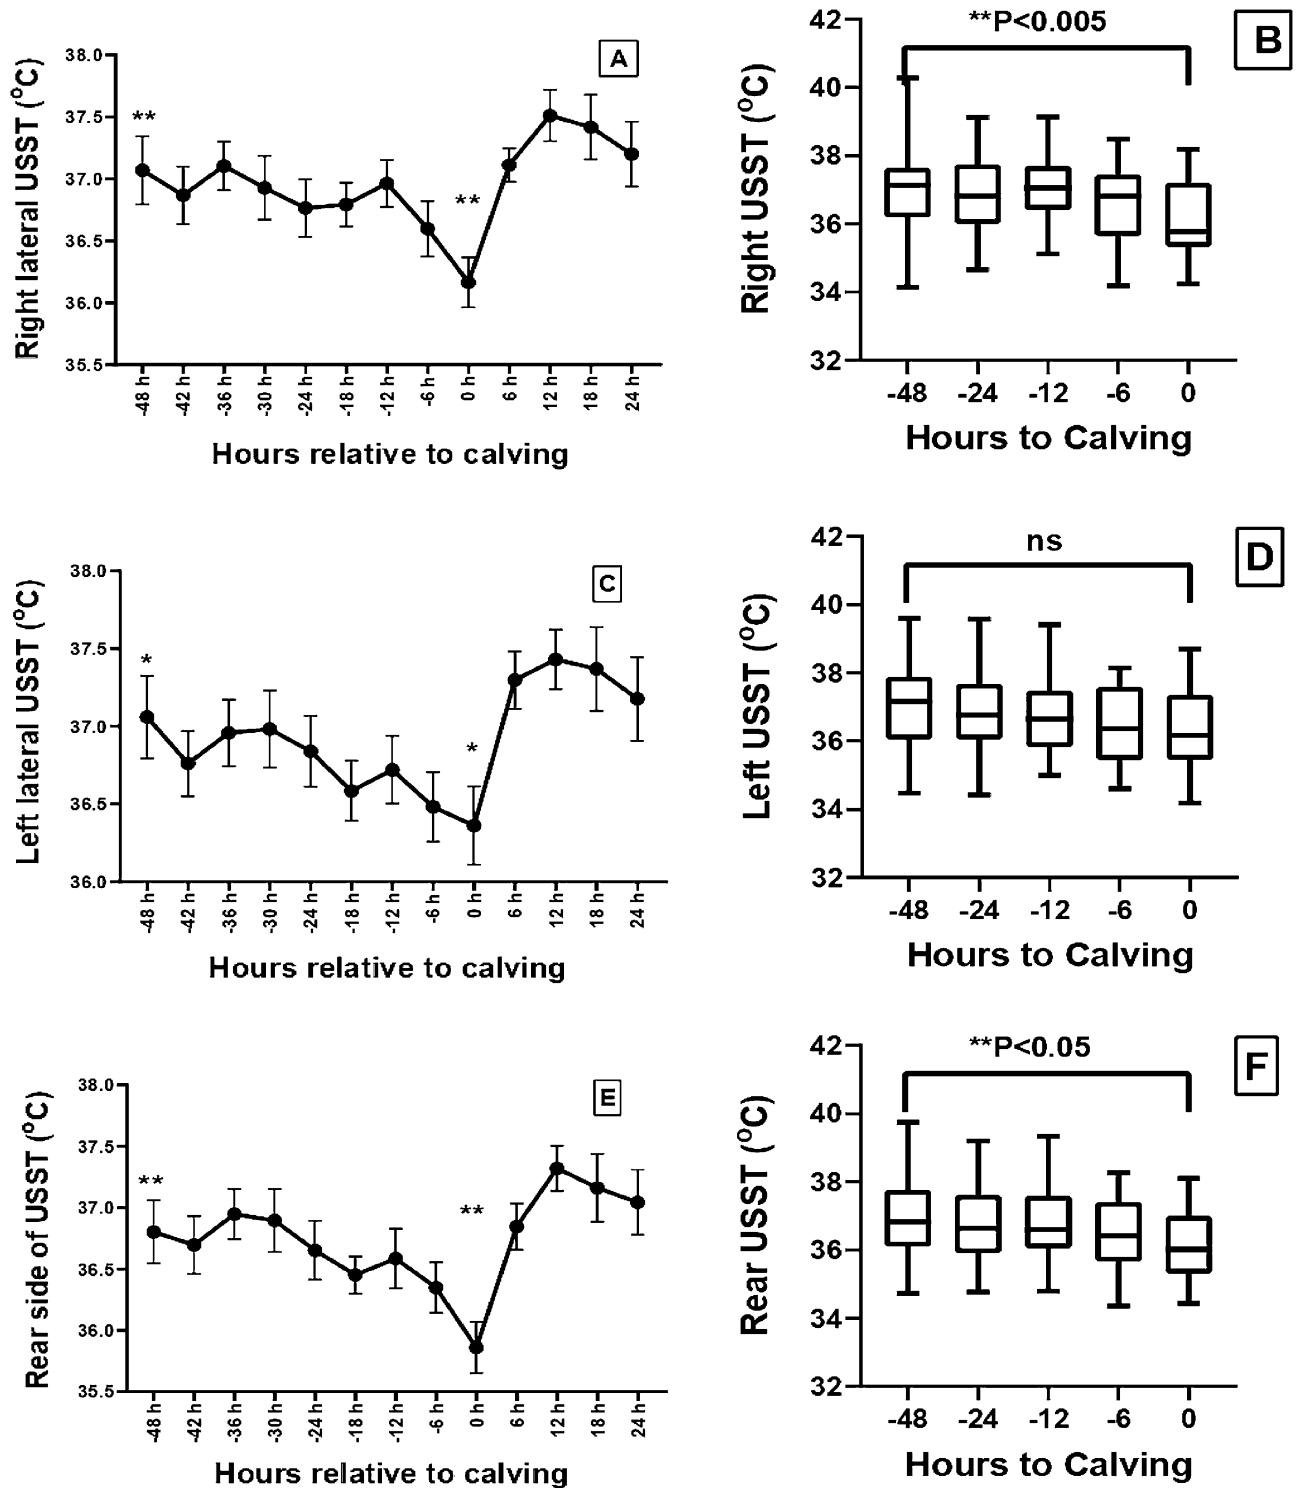 A
Right lateral USST (°C)
38.0
37.5
37.0
36.5
36.0
35.5
**
**
-48 h
-42 h
-36 h
-30 h
-24 h
-18 h
-12 h
-6 h
0 h
6 h
12 h
18 h
24 h
Hours relative to calving
B
**P<0.005
Right USST (°C)
42
40
38
36
34
32
-48
-24
-12
-6
0
Hours to Calving
C
Left lateral USST (°C)
38.0
37.5
37.0
36.5
36.0
*
*
-48 h
-42 h
-36 h
-30 h
-24 h
-18 h
-12 h
-6 h
0 h
6 h
12 h
18 h
24 h
Hours relative to calving
D
ns
Left USST (°C)
42
40
38
36
34
32
-48
-24
-12
-6
0
Hours to Calving
E
Rear side of USST (°C)
38.0
37.5
37.0
36.5
36.0
35.5
**
**
-48 h
-42 h
-36 h
-30 h
-24 h
-18 h
-12 h
-6 h
0 h
6 h
12 h
18 h
24 h
Hours relative to calving
F
**P<0.05
Rear USST (°C)
42
40
38
36
34
32
-48
-24
-12
-6
0
Hours to Calving